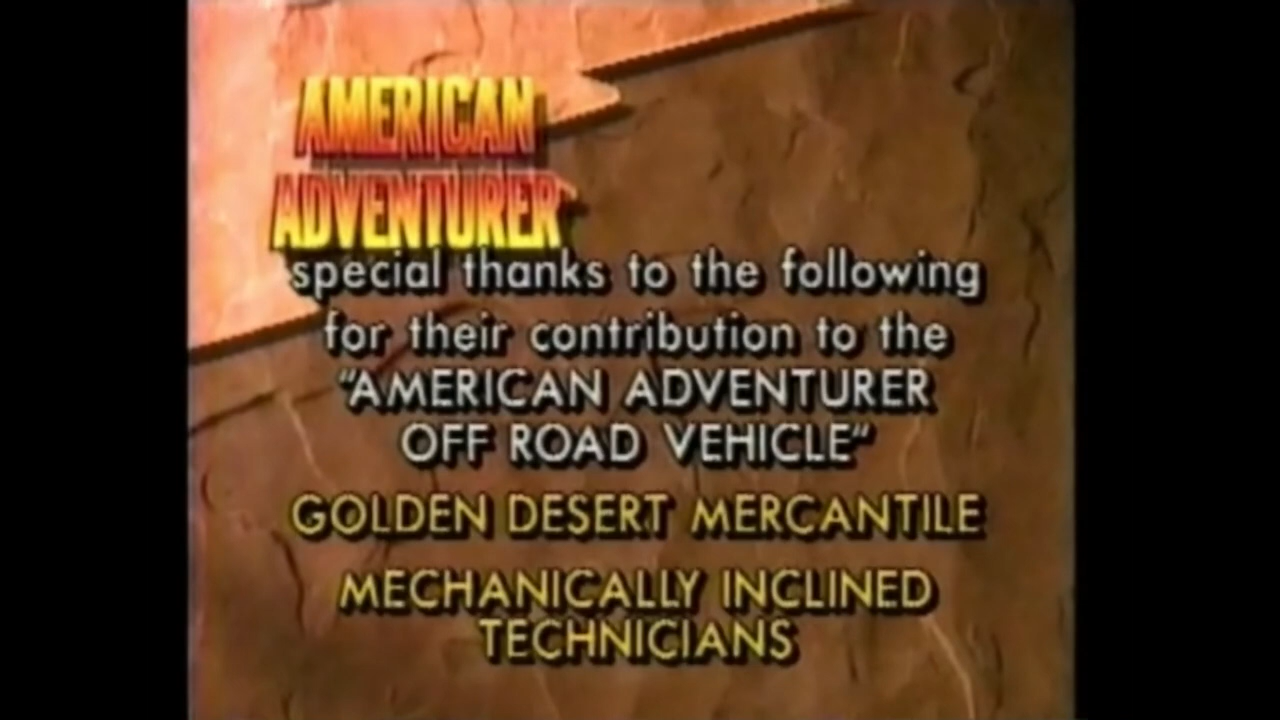 AMERICAN
ADVENTURER
special thanks to the following
for their contribution to the
"AMERICAN ADVENTURER
OFF ROAD VEHICLE"
GOLDEN DESERT MERCANTILE
MECHANICALLY INCLINED
TECHNICIANS